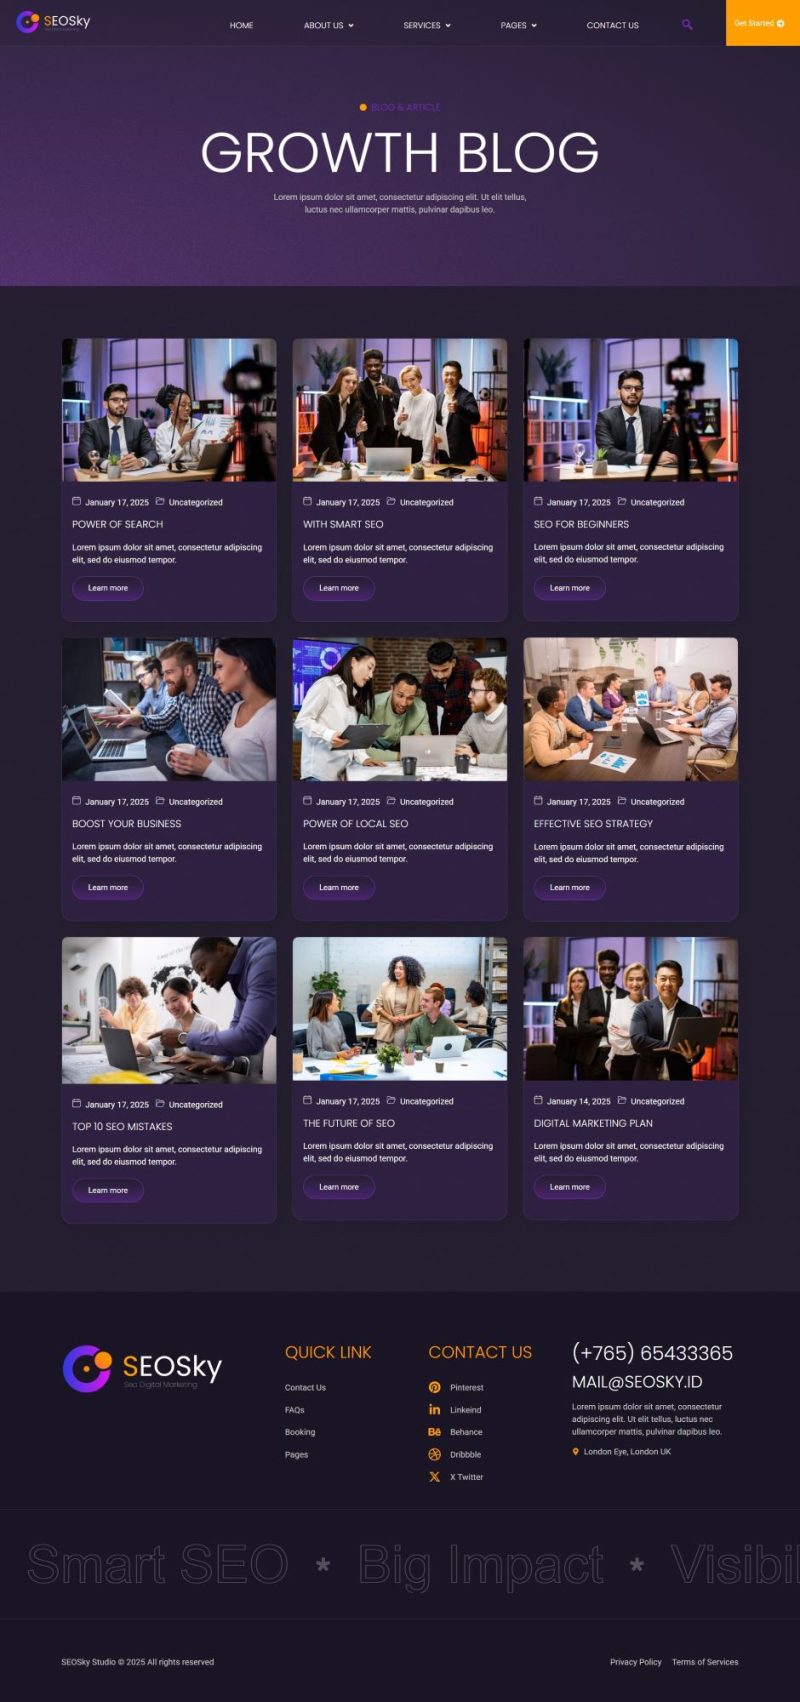 SEOSky
HOME
ABOUT US
SERVICES
PAGES
CONTACT US
Get Started
BLOG & ARTICLE
GROWTH BLOG
Lorem ipsum dolor sit amet, consectetur adipiscing elit. Ut elit tellus,
luctus nec ullamcorper mattis, pulvinar dapibus leo.
January 17, 2025 Uncategorized
POWER OF SEARCH
Lorem ipsum dolor sit amet, consectetur adipiscing
elit, sed do eiusmod tempor.
Learn more
January 17, 2025 Uncategorized
WITH SMART SEO
Lorem ipsum dolor sit amet, consectetur adipiscing
elit, sed do eiusmod tempor.
Learn more
January 17, 2025 Uncategorized
SEO FOR BEGINNERS
Lorem ipsum dolor sit amet, consectetur adipiscing
elit, sed do eiusmod tempor.
Learn more
January 17, 2025 Uncategorized
BOOST YOUR BUSINESS
Lorem ipsum dolor sit amet, consectetur adipiscing
elit, sed do eiusmod tempor.
Learn more
January 17, 2025 Uncategorized
POWER OF LOCAL SEO
Lorem ipsum dolor sit amet, consectetur adipiscing
elit, sed do eiusmod tempor.
Learn more
January 17, 2025 Uncategorized
EFFECTIVE SEO STRATEGY
Lorem ipsum dolor sit amet, consectetur adipiscing
elit, sed do eiusmod tempor.
Learn more
January 17, 2025 Uncategorized
TOP 10 SEO MISTAKES
Lorem ipsum dolor sit amet, consectetur adipiscing
elit, sed do eiusmod tempor.
Learn more
January 17, 2025 Uncategorized
THE FUTURE OF SEO
Lorem ipsum dolor sit amet, consectetur adipiscing
elit, sed do eiusmod tempor.
Learn more
January 14, 2025 Uncategorized
DIGITAL MARKETING PLAN
Lorem ipsum dolor sit amet, consectetur adipiscing
elit, sed do eiusmod tempor.
Learn more
SEOSky
Seo Digital Marketing
QUICK LINK
Contact Us
FAQs
Booking
Pages
CONTACT US
Pinterest
Linkeind
Behance
Dribbble
X Twitter
(+765) 65433365
MAIL@SEOSKY.ID
Lorem ipsum dolor sit amet, consectetur
adipiscing elit. Ut elit tellus, luctus nec
ullamcorper mattis, pulvinar dapibus leo.
London Eye, London UK
Smart SEO * Big Impact * Visibil
SEOSky Studio © 2025 All rights reserved
Privacy Policy Terms of Services